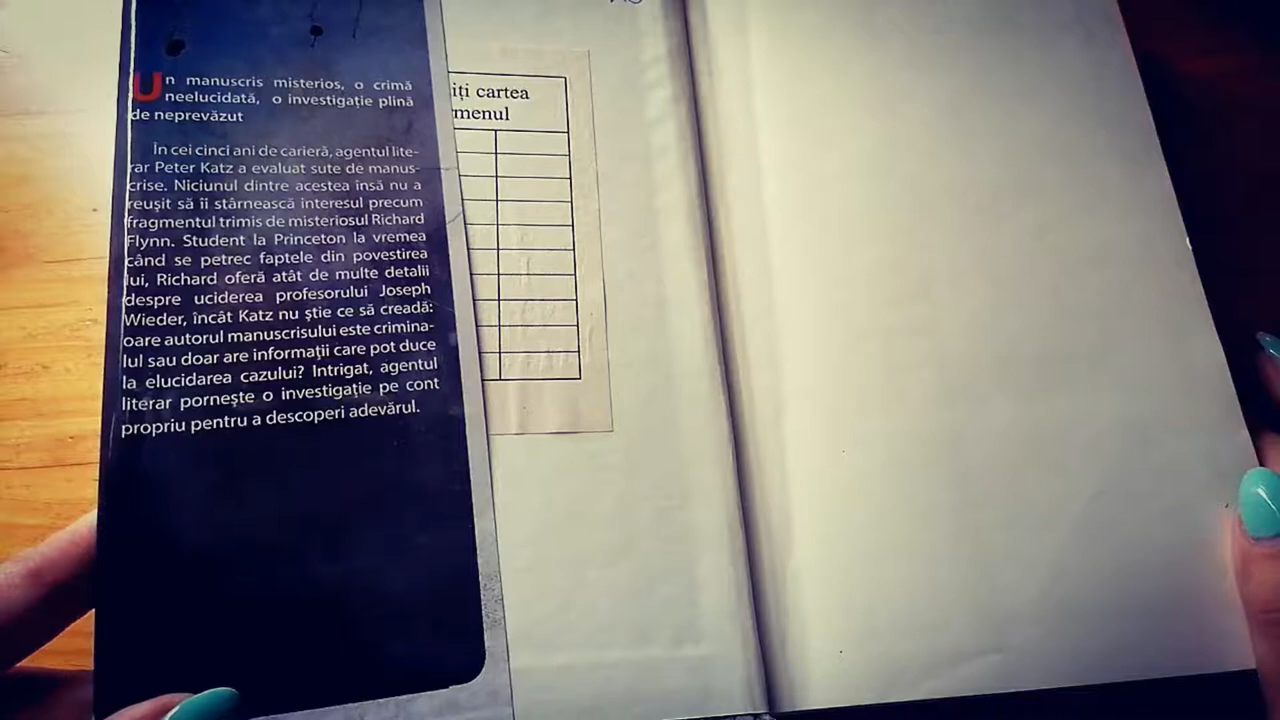 Un manuscris misterios, o crimă
neelucidată, o investigație plină
de neprevăzut
În cei cinci ani de carieră, agentul lite-
rar Peter Katz a evaluat sute de manus-
crise. Niciunul dintre acestea însă nu a
reușit să îi stârnească interesul precum
fragmentul trimis de misteriosul Richard
Flynn. Student la Princeton la vremea
când se petrec faptele din povestirea
lui, Richard oferă atât de multe detalii
despre uciderea profesorului Joseph
Wieder, încât Katz nu știe ce să creadă:
oare autorul manuscrisului este crimina-
lul sau doar are informații care pot duce
la elucidarea cazului? Intrigat, agentul
literar pornește o investigație pe cont
propriu pentru a descoperi adevărul.
iți cartea
menul